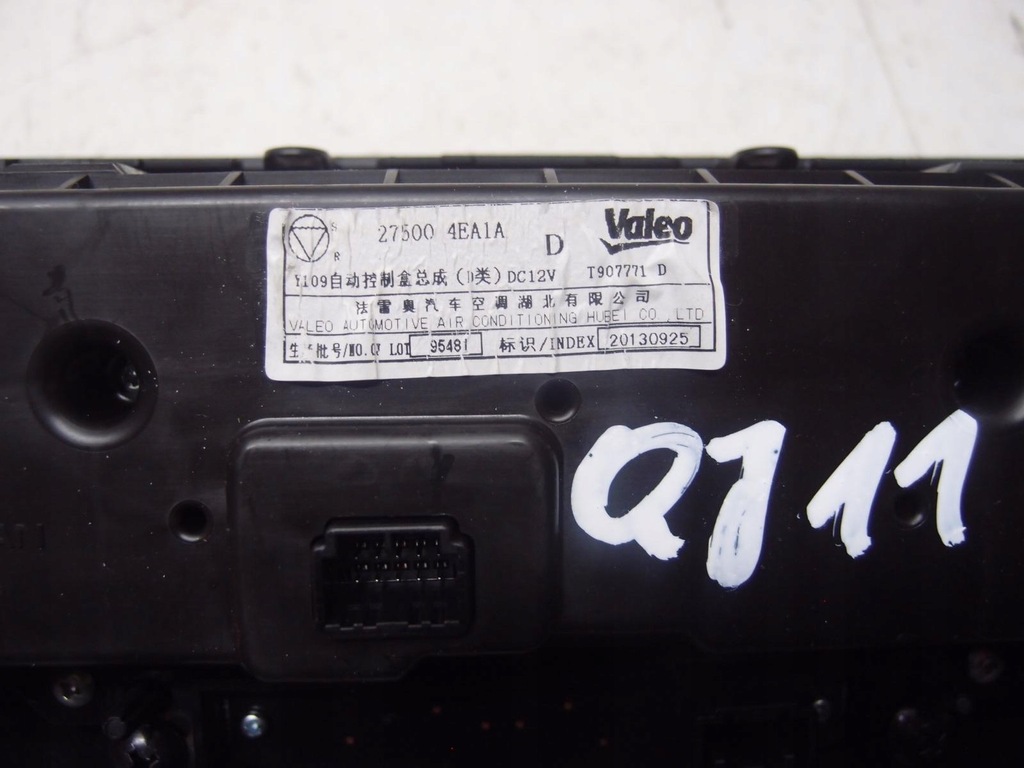 S
R
27500 4EA1A D Valeo
Y109自动控制盒总成(D类)DC12V T907771 D
法雷奥汽车空调湖北有限公司
VALEO AUTOMOTIVE AIR CONDITIONING HUBEI CO.,LTD
生产批号/NO.OF LOT 95481 标识/INDEX 20130925
QJ11